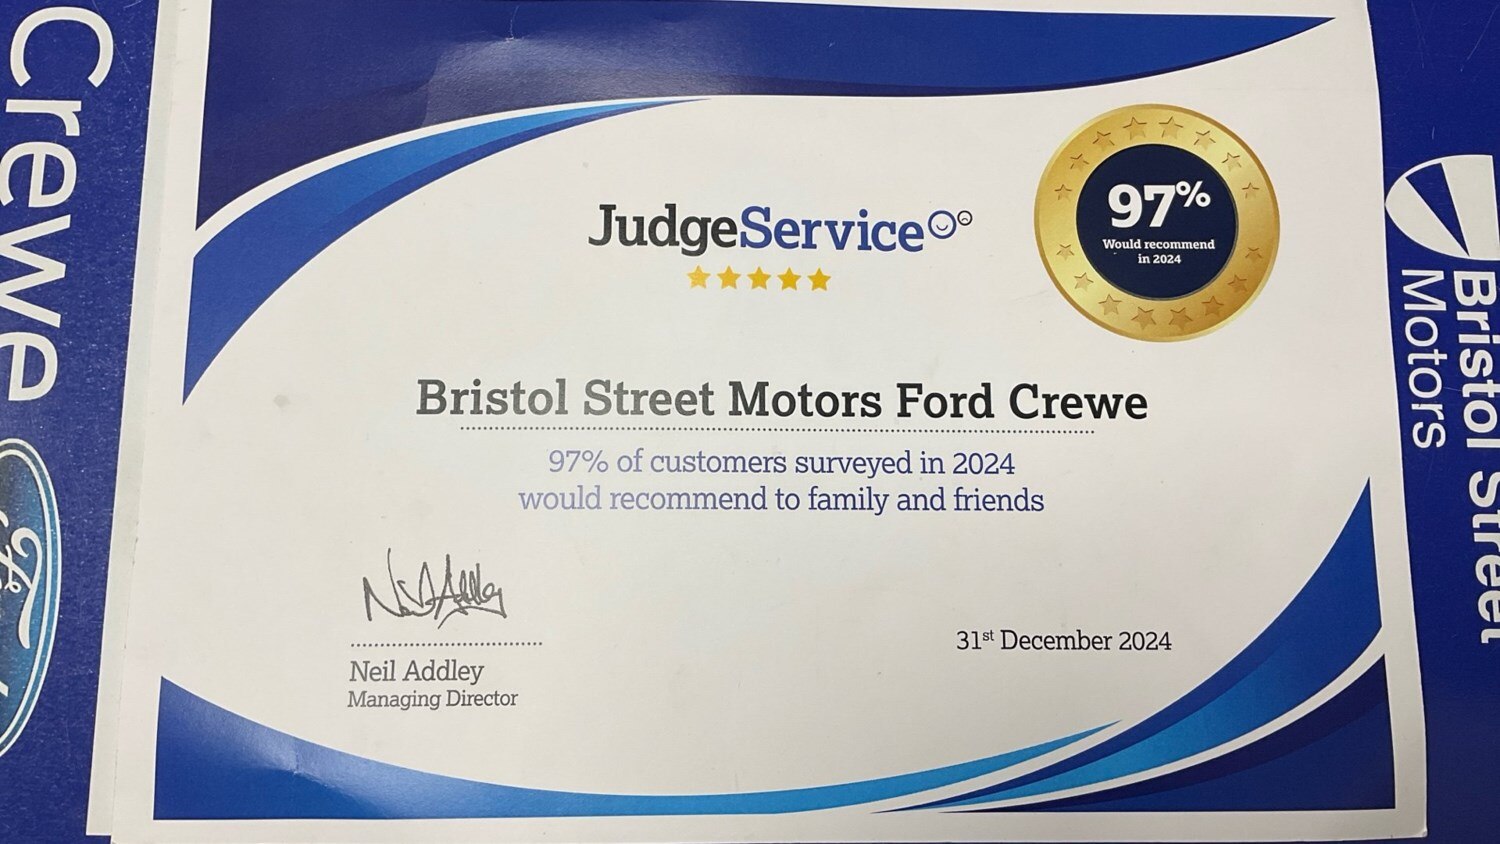 Crewe
Ford
JudgeService
97%
Would recommend
in 2024
Bristol Street Motors Ford Crewe
97% of customers surveyed in 2024
would recommend to family and friends
Neil Addley
Neil Addley
Managing Director
31st December 2024
Bristol Street
Motors